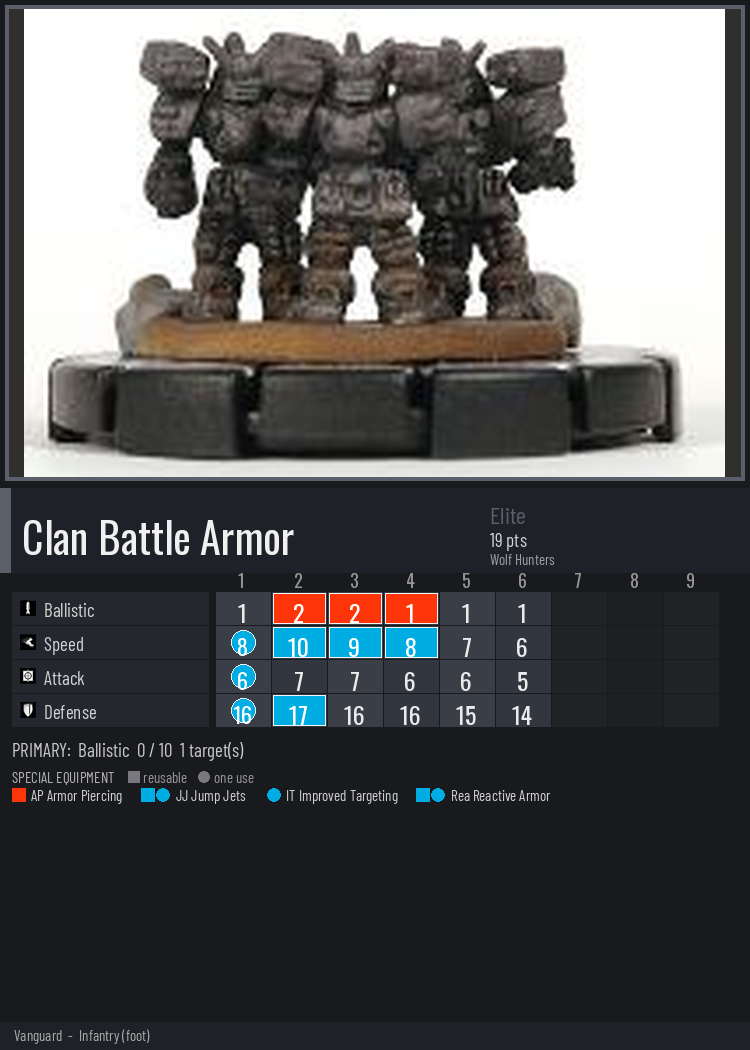 Clan Battle Armor
Elite
19 pts
Wolf Hunters
1 2 3 4 5 6 7 8 9
Ballistic 1 2 2 1 1 1
Speed 8 10 9 8 7 6
Attack 6 7 7 6 6 5
Defense 16 17 16 16 15 14
PRIMARY: Ballistic 0 / 10 1 target(s)
SPECIAL EQUIPMENT reusable one use
AP Armor Piercing JJ Jump Jets IT Improved Targeting Rea Reactive Armor
Vanguard - Infantry (foot)